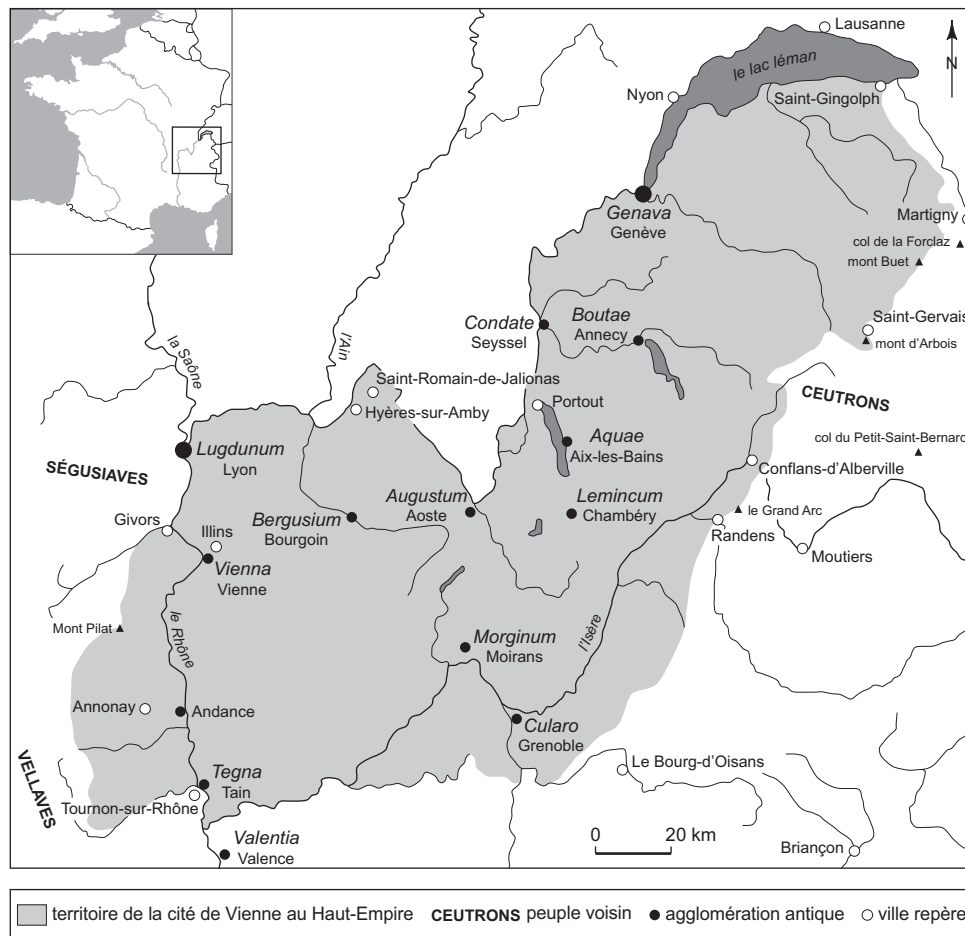 Lausanne
le lac léman
N
Nyon
Saint-Gingolph
Genava
Genève
Martigny
col de la Forclaz
mont Buet
Condate
Seyssel
Boutae
Annecy
Saint-Gervais
mont d'Arbois
la Saône
l'Ain
Saint-Romain-de-Jalionas
Hyères-sur-Amby
Portout
CEUTRONS
Aquae
Aix-les-Bains
col du Petit-Saint-Bernard
Lugdunum
Lyon
SÉGUSIAVES
Conflans-d'Alberville
Augustum
Aoste
Lemincum
Chambéry
le Grand Arc
Bergusium
Bourgoin
Givors
Illins
Randens
Moutiers
Vienna
Vienne
Mont Pilat
le Rhône
Morginum
Moirans
l'Isère
Annonay
Andance
Cularo
Grenoble
VELLAVES
Tegna
Tain
Le Bourg-d'Oisans
Tournon-sur-Rhône
0 20 km
Valentia
Valence
Briançon
territoire de la cité de Vienne au Haut-Empire CEUTRONS peuple voisin agglomération antique ville repère